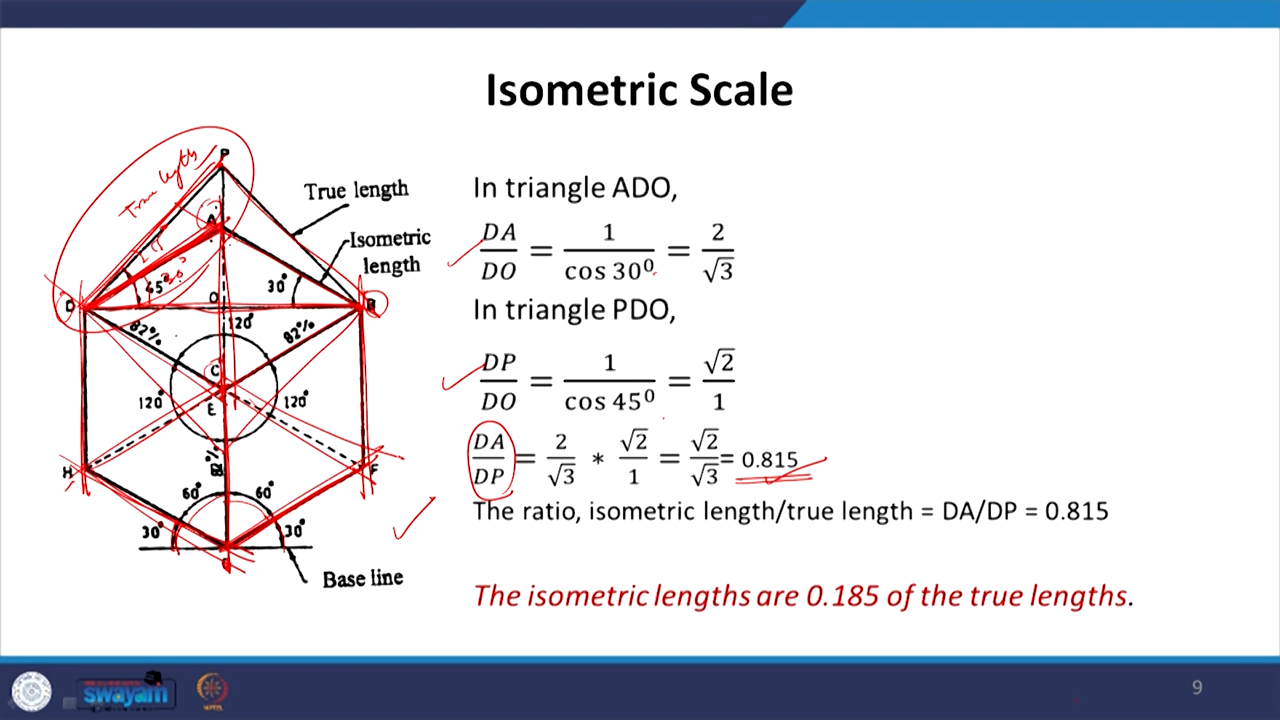 Isometric Scale
P
True length
True length
A
Isometric
length
45°
30°
30°
D
O
B
82%
120°
82%
C
E
120°
120°
H
F
60°
60°
30°
30°
G
Base line
In triangle ADO,
DA/DO = 1/cos 30⁰ = 2/√3
In triangle PDO,
DP/DO = 1/cos 45⁰ = √2/1
DA/DP = 2/√3 * √2/1 = √2/√3 = 0.815
The ratio, isometric length/true length = DA/DP = 0.815
The isometric lengths are 0.185 of the true lengths.
swayam
9